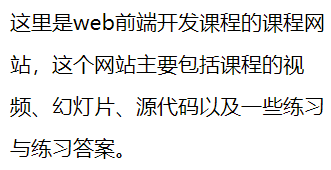 这里是web前端开发课程的课程网
站，这个网站主要包括课程的视
频、幻灯片、源代码以及一些练习
与练习答案。